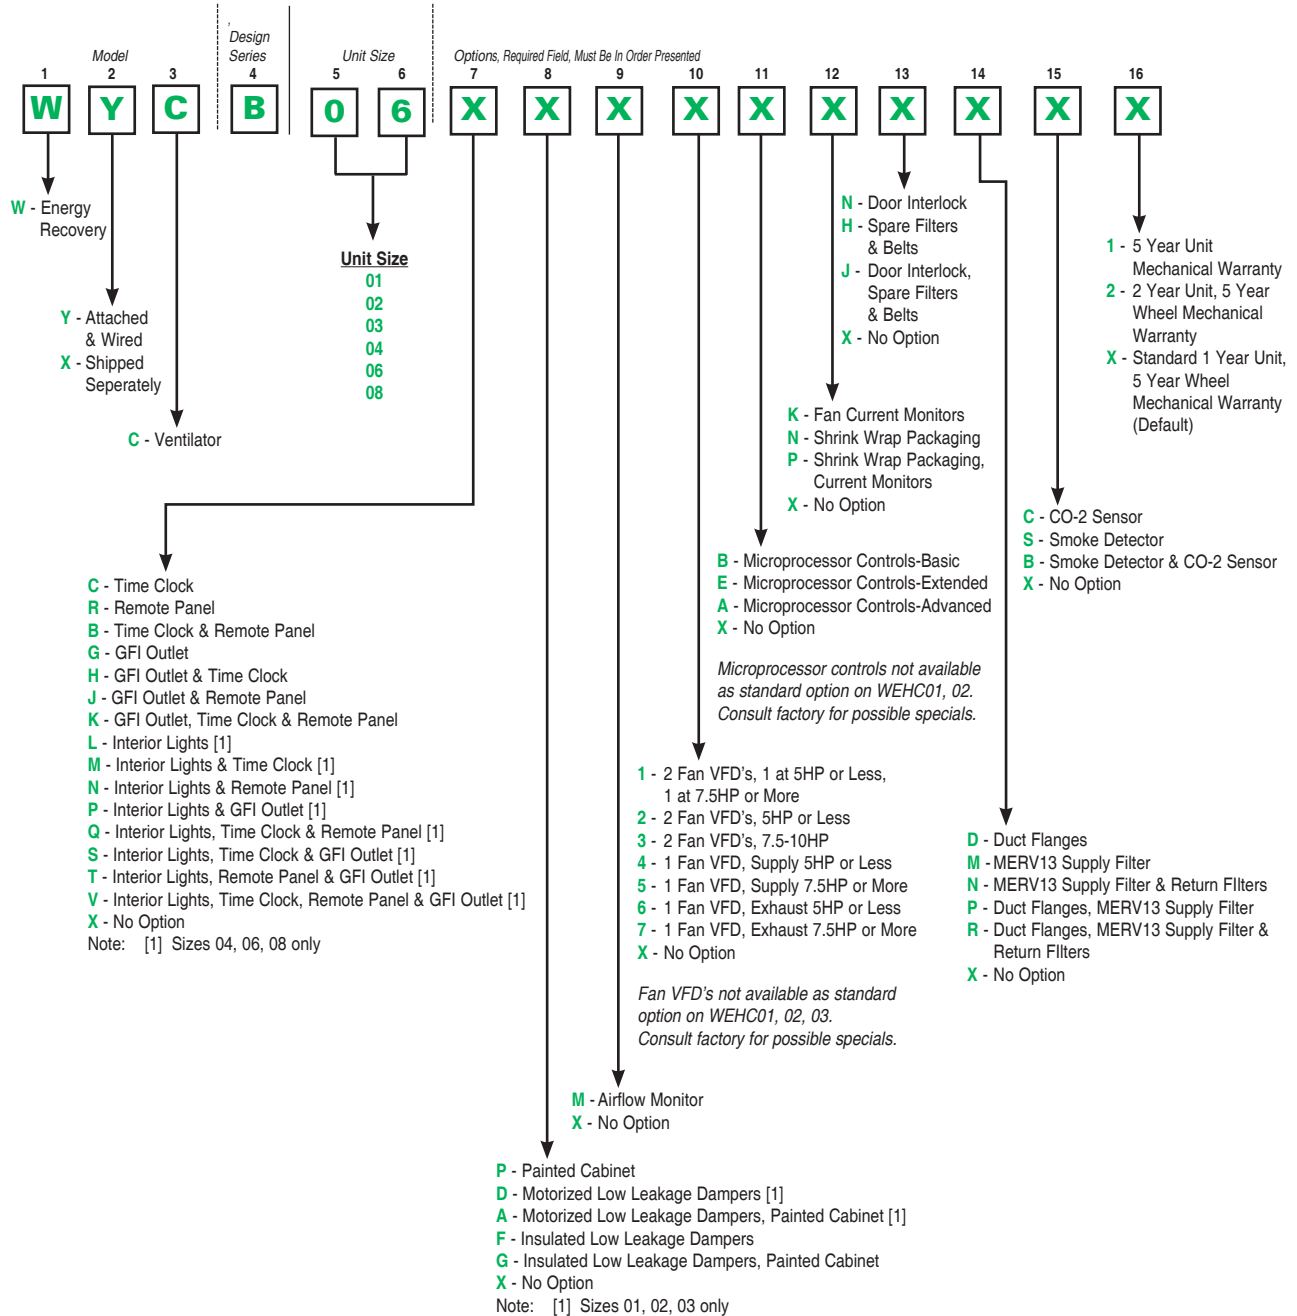 ,
Design
Model Series Unit Size Options, Required Field, Must Be In Order Presented
1 2 3 4 5 6 7 8 9 10 11 12 13 14 15 16
W Y C B 0 6 X X X X X X X X X X
W - Energy
Recovery
Y - Attached
& Wired
X - Shipped
Seperately
C - Ventilator
Unit Size
01
02
03
04
06
08
C - Time Clock
R - Remote Panel
B - Time Clock & Remote Panel
G - GFI Outlet
H - GFI Outlet & Time Clock
J - GFI Outlet & Remote Panel
K - GFI Outlet, Time Clock & Remote Panel
L - Interior Lights [1]
M - Interior Lights & Time Clock [1]
N - Interior Lights & Remote Panel [1]
P - Interior Lights & GFI Outlet [1]
Q - Interior Lights, Time Clock & Remote Panel [1]
S - Interior Lights, Time Clock & GFI Outlet [1]
T - Interior Lights, Remote Panel & GFI Outlet [1]
V - Interior Lights, Time Clock, Remote Panel & GFI Outlet [1]
X - No Option
Note: [1] Sizes 04, 06, 08 only
P - Painted Cabinet
D - Motorized Low Leakage Dampers [1]
A - Motorized Low Leakage Dampers, Painted Cabinet [1]
F - Insulated Low Leakage Dampers
G - Insulated Low Leakage Dampers, Painted Cabinet
X - No Option
Note: [1] Sizes 01, 02, 03 only
M - Airflow Monitor
X - No Option
1 - 2 Fan VFD's, 1 at 5HP or Less,
1 at 7.5HP or More
2 - 2 Fan VFD's, 5HP or Less
3 - 2 Fan VFD's, 7.5-10HP
4 - 1 Fan VFD, Supply 5HP or Less
5 - 1 Fan VFD, Supply 7.5HP or More
6 - 1 Fan VFD, Exhaust 5HP or Less
7 - 1 Fan VFD, Exhaust 7.5HP or More
X - No Option
Fan VFD's not available as standard
option on WEHC01, 02, 03.
Consult factory for possible specials.
B - Microprocessor Controls-Basic
E - Microprocessor Controls-Extended
A - Microprocessor Controls-Advanced
X - No Option
Microprocessor controls not available
as standard option on WEHC01, 02.
Consult factory for possible specials.
K - Fan Current Monitors
N - Shrink Wrap Packaging
P - Shrink Wrap Packaging,
Current Monitors
X - No Option
N - Door Interlock
H - Spare Filters
& Belts
J - Door Interlock,
Spare Filters
& Belts
X - No Option
D - Duct Flanges
M - MERV13 Supply Filter
N - MERV13 Supply Filter & Return FIlters
P - Duct Flanges, MERV13 Supply Filter
R - Duct Flanges, MERV13 Supply Filter &
Return FIlters
X - No Option
C - CO-2 Sensor
S - Smoke Detector
B - Smoke Detector & CO-2 Sensor
X - No Option
1 - 5 Year Unit
Mechanical Warranty
2 - 2 Year Unit, 5 Year
Wheel Mechanical
Warranty
X - Standard 1 Year Unit,
5 Year Wheel
Mechanical Warranty
(Default)